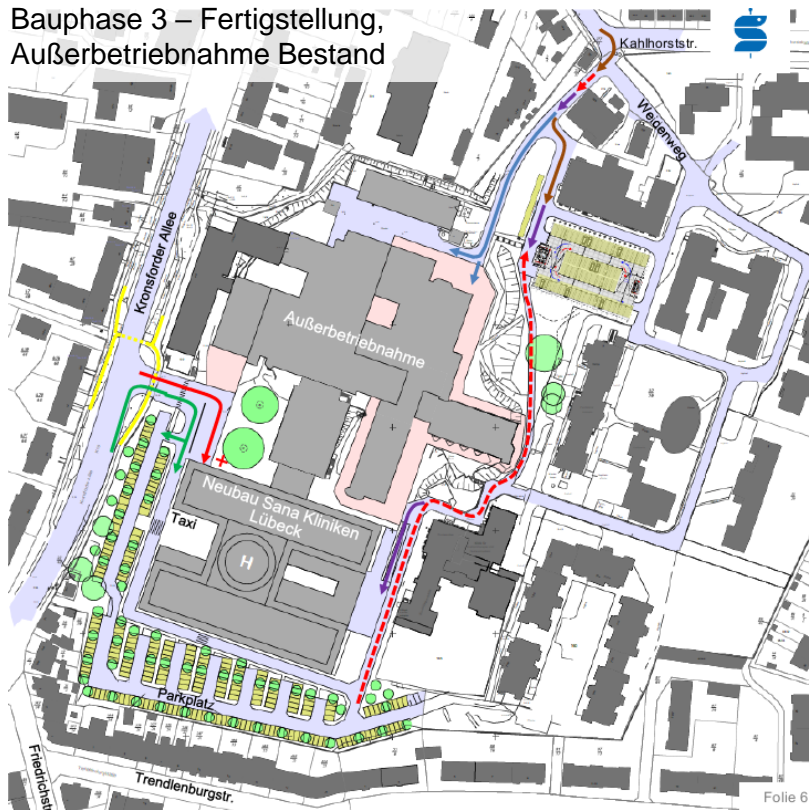 Bauphase 3 – Fertigstellung,
Außerbetriebnahme Bestand
Kahlhorststr.
Weidenweg
Kronsforder Allee
Außerbetriebnahme
Neubau Sana Kliniken
Lübeck
Taxi
H
Parkplatz
Friedrichstr
Trendlenburgstr.
Folie 6